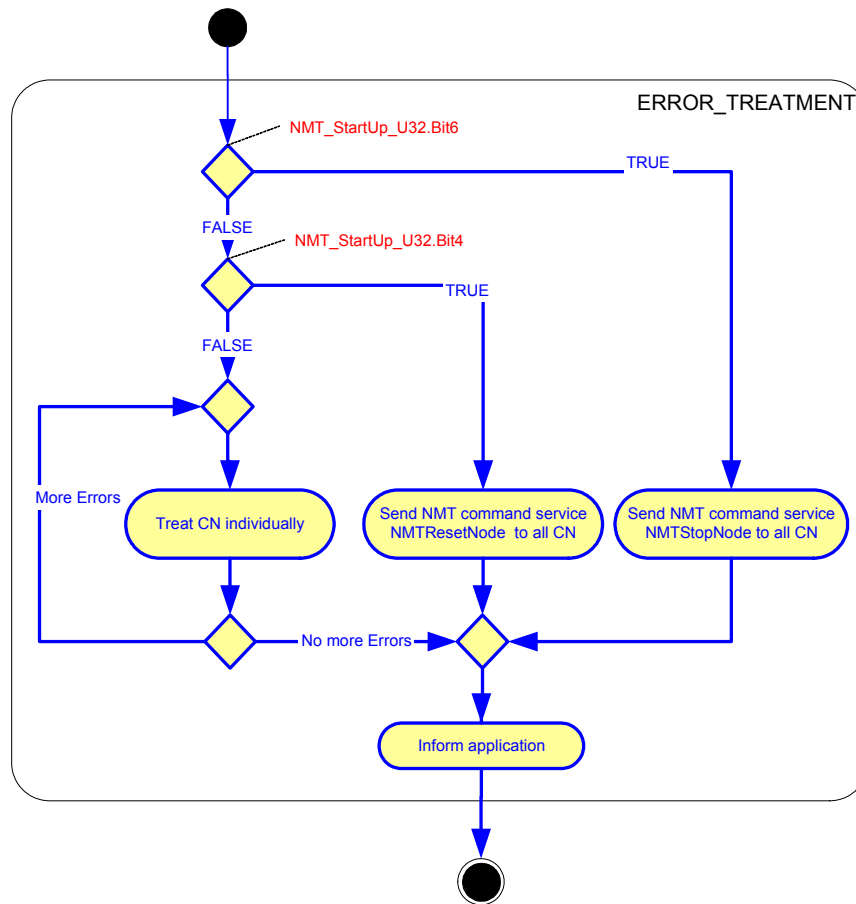 ERROR_TREATMENT
NMT_StartUp_U32.Bit6
TRUE
FALSE
NMT_StartUp_U32.Bit4
TRUE
FALSE
More Errors
Treat CN individually
Send NMT command service
NMTResetNode to all CN
Send NMT command service
NMTStopNode to all CN
No more Errors
Inform application